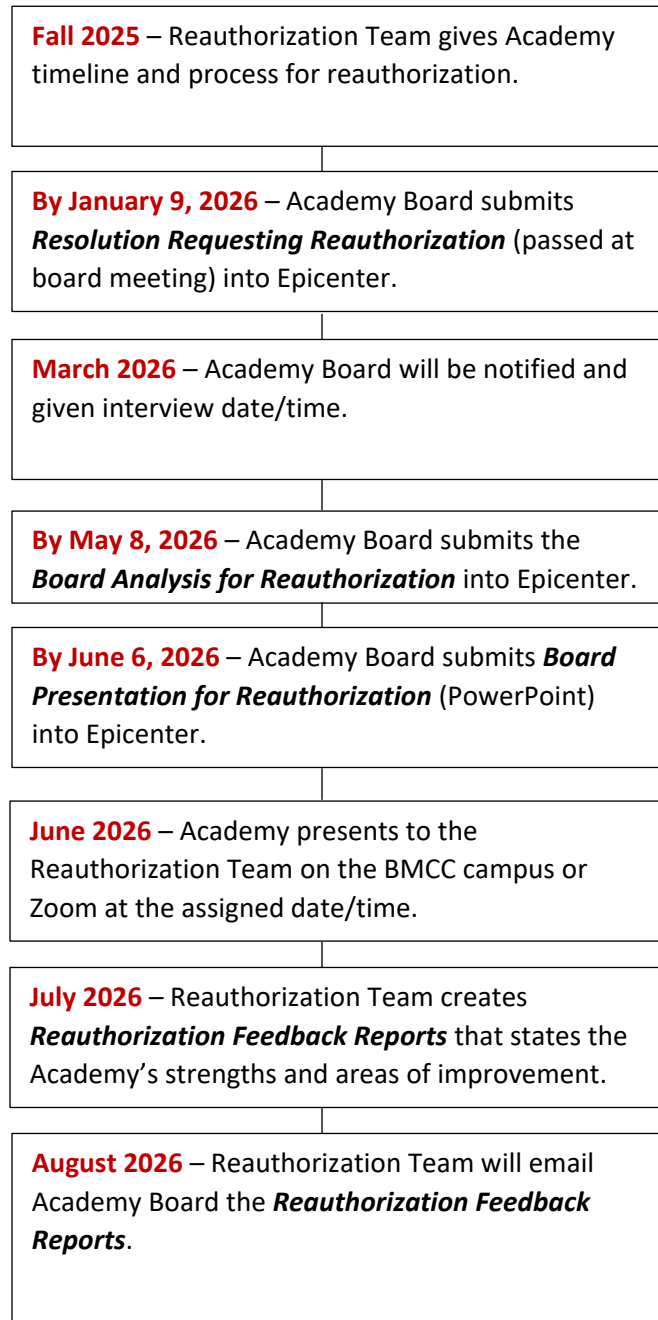 Fall 2025 – Reauthorization Team gives Academy
timeline and process for reauthorization.
By January 9, 2026 – Academy Board submits
Resolution Requesting Reauthorization (passed at
board meeting) into Epicenter.
March 2026 – Academy Board will be notified and
given interview date/time.
By May 8, 2026 – Academy Board submits the
Board Analysis for Reauthorization into Epicenter.
By June 6, 2026 – Academy Board submits Board
Presentation for Reauthorization (PowerPoint)
into Epicenter.
June 2026 – Academy presents to the
Reauthorization Team on the BMCC campus or
Zoom at the assigned date/time.
July 2026 – Reauthorization Team creates
Reauthorization Feedback Reports that states the
Academy’s strengths and areas of improvement.
August 2026 – Reauthorization Team will email
Academy Board the Reauthorization Feedback
Reports.